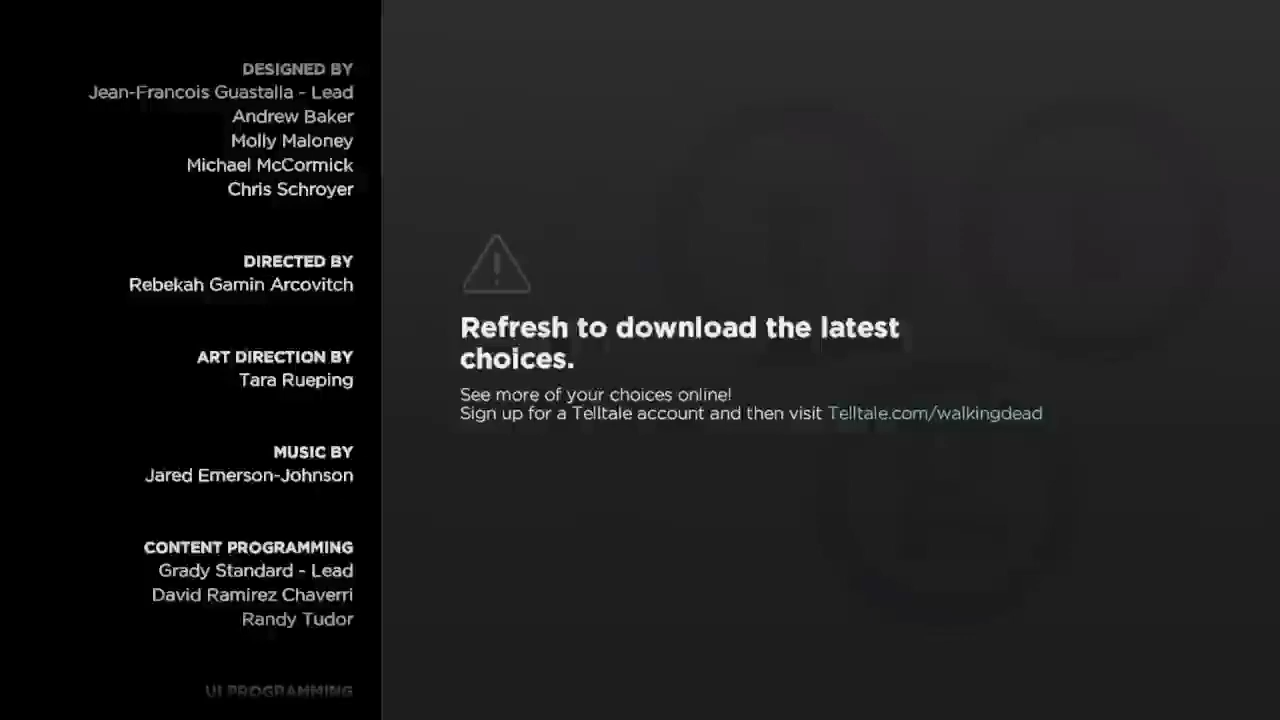 DESIGNED BY
Jean-Francois Guastalla - Lead
Andrew Baker
Molly Maloney
Michael McCormick
Chris Schroyer
DIRECTED BY
Rebekah Gamin Arcovitch
ART DIRECTION BY
Tara Rueping
MUSIC BY
Jared Emerson-Johnson
CONTENT PROGRAMMING
Grady Standard - Lead
David Ramirez Chaverri
Randy Tudor
UI PROGRAMMING
Refresh to download the latest
choices.
See more of your choices online!
Sign up for a Telltale account and then visit Telltale.com/walkingdead